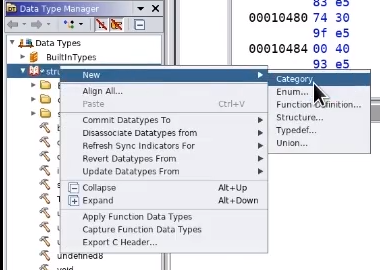 Data Type Manager
Data Types
BuiltInTypes
stru
New
Align All...
Paste Ctrl+V
Commit Datatypes To
Disassociate Datatypes from
Refresh Sync Indicators For
Revert Datatypes From
Update Datatypes From
Collapse Alt+Up
Expand Alt+Down
Apply Function Data Types
Capture Function Data Types
Export C Header...
undefined8
void
83 e5
00010480 74 30
9f e5
00010484 00 40
93 e5
Category...
Enum...
Function Definition...
Structure...
Typedef...
Union...